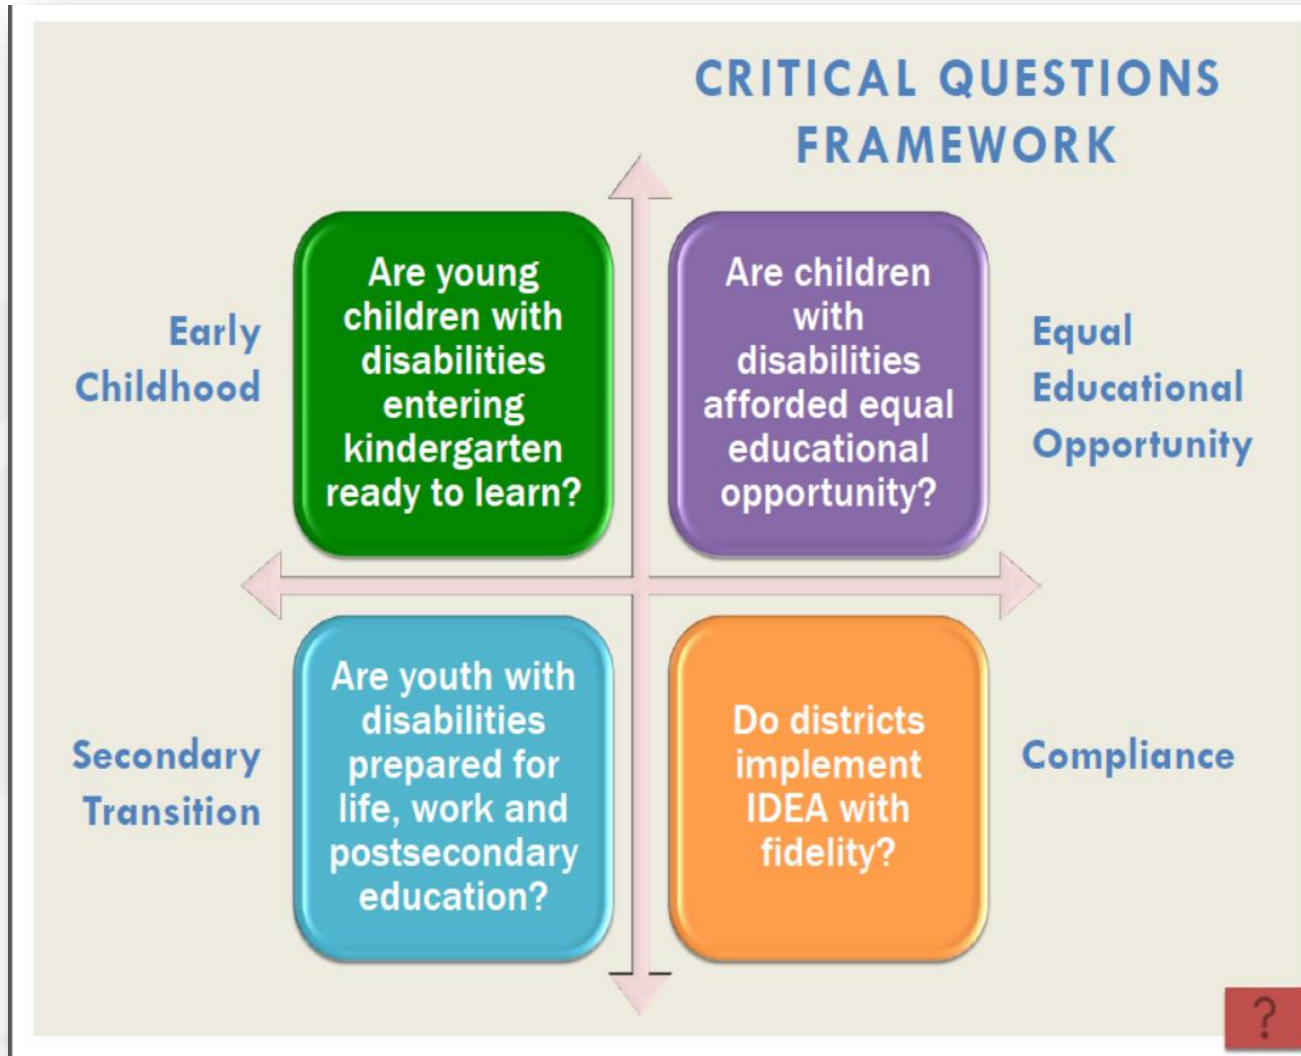 CRITICAL QUESTIONS
FRAMEWORK
Early
Childhood
Are young
children with
disabilities
entering
kindergarten
ready to learn?
Are children
with
disabilities
afforded equal
educational
opportunity?
Equal
Educational
Opportunity
Secondary
Transition
Are youth with
disabilities
prepared for
life, work and
postsecondary
education?
Do districts
implement
IDEA with
fidelity?
Compliance
?